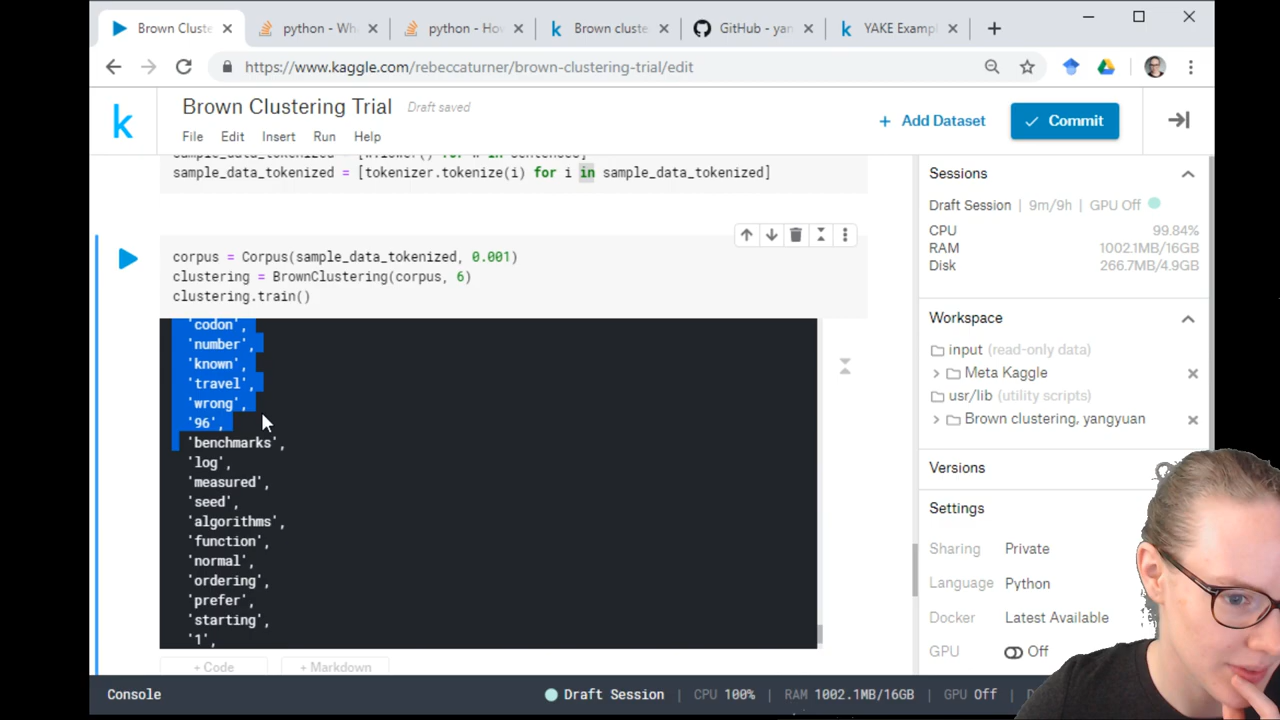 Brown Cluste
python - Wh
python - Hov
Brown cluste
GitHub - yan
YAKE Exampl
https://www.kaggle.com/rebeccaturner/brown-clustering-trial/edit
k
Brown Clustering Trial
Draft saved
File Edit Insert Run Help
+ Add Dataset
Commit
sample_data_tokenized = [tokenizer.tokenize(i) for i in sample_data_tokenized]
corpus = Corpus(sample_data_tokenized, 0.001)
clustering = BrownClustering(corpus, 6)
clustering.train()
'codon',
'number',
'known',
'travel',
'wrong',
'96',
'benchmarks',
'log',
'measured',
'seed',
'algorithms',
'function',
'normal',
'ordering',
'prefer',
'starting',
'1',
+ Code
+ Markdown
Sessions
Draft Session | 9m/9h | GPU Off
CPU 99.84%
RAM 1002.1MB/16GB
Disk 266.7MB/4.9GB
Workspace
input (read-only data)
Meta Kaggle
usr/lib (utility scripts)
Brown clustering, yangyuan
Versions
Settings
Sharing Private
Language Python
Docker Latest Available
GPU Off
Console
Draft Session | CPU 100% | RAM 1002.1MB/16GB | GPU Off |